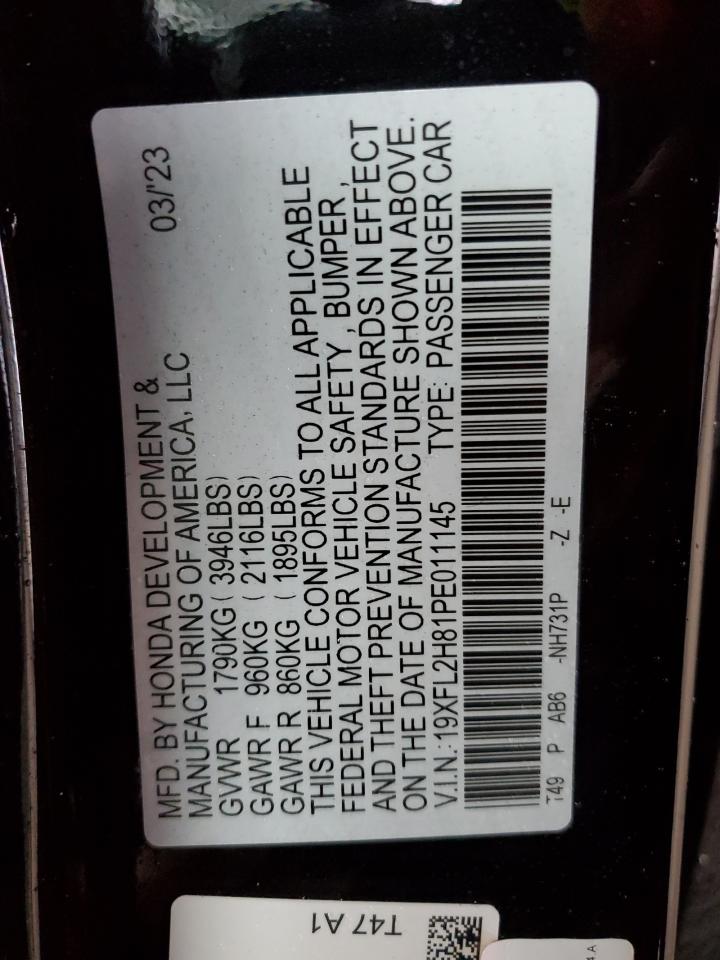 MFD. BY HONDA DEVELOPMENT &
MANUFACTURING OF AMERICA, LLC 03/'23
GVWR 1790KG ( 3946LBS)
GAWR F 960KG ( 2116LBS)
GAWR R 860KG ( 1895LBS)
THIS VEHICLE CONFORMS TO ALL APPLICABLE
FEDERAL MOTOR VEHICLE SAFETY , BUMPER ,
AND THEFT PREVENTION STANDARDS IN EFFECT
ON THE DATE OF MANUFACTURE SHOWN ABOVE.
V.I.N.: 19XFL2H81PE011145 TYPE: PASSENGER CAR
T49 P AB6 -NH731P -Z -E
T47 A1